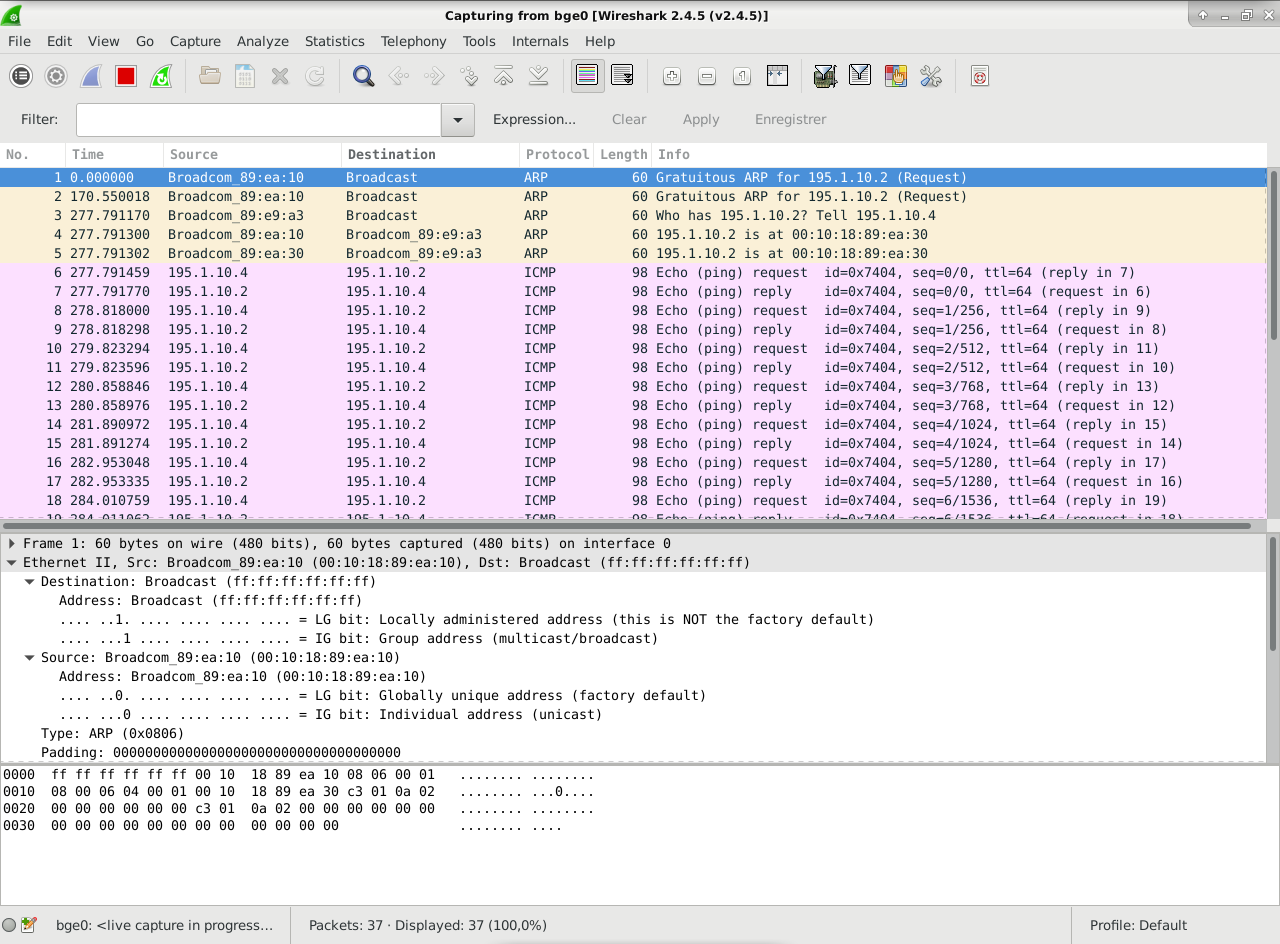 Capturing from bge0 [Wireshark 2.4.5 (v2.4.5)]
File Edit View Go Capture Analyze Statistics Telephony Tools Internals Help
Filter: Expression... Clear Apply Enregistrer
No. Time Source Destination Protocol Length Info
1 0.000000 Broadcom_89:ea:10 Broadcast ARP 60 Gratuitous ARP for 195.1.10.2 (Request)
2 170.550018 Broadcom_89:ea:10 Broadcast ARP 60 Gratuitous ARP for 195.1.10.2 (Request)
3 277.791170 Broadcom_89:e9:a3 Broadcast ARP 60 Who has 195.1.10.2? Tell 195.1.10.4
4 277.791300 Broadcom_89:ea:10 Broadcom_89:e9:a3 ARP 60 195.1.10.2 is at 00:10:18:89:ea:30
5 277.791302 Broadcom_89:ea:30 Broadcom_89:e9:a3 ARP 60 195.1.10.2 is at 00:10:18:89:ea:30
6 277.791459 195.1.10.4 195.1.10.2 ICMP 98 Echo (ping) request id=0x7404, seq=0/0, ttl=64 (reply in 7)
7 277.791770 195.1.10.2 195.1.10.4 ICMP 98 Echo (ping) reply id=0x7404, seq=0/0, ttl=64 (request in 6)
8 278.818000 195.1.10.4 195.1.10.2 ICMP 98 Echo (ping) request id=0x7404, seq=1/256, ttl=64 (reply in 9)
9 278.818298 195.1.10.2 195.1.10.4 ICMP 98 Echo (ping) reply id=0x7404, seq=1/256, ttl=64 (request in 8)
10 279.823294 195.1.10.4 195.1.10.2 ICMP 98 Echo (ping) request id=0x7404, seq=2/512, ttl=64 (reply in 11)
11 279.823596 195.1.10.2 195.1.10.4 ICMP 98 Echo (ping) reply id=0x7404, seq=2/512, ttl=64 (request in 10)
12 280.858846 195.1.10.4 195.1.10.2 ICMP 98 Echo (ping) request id=0x7404, seq=3/768, ttl=64 (reply in 13)
13 280.858976 195.1.10.2 195.1.10.4 ICMP 98 Echo (ping) reply id=0x7404, seq=3/768, ttl=64 (request in 12)
14 281.890972 195.1.10.4 195.1.10.2 ICMP 98 Echo (ping) request id=0x7404, seq=4/1024, ttl=64 (reply in 15)
15 281.891274 195.1.10.2 195.1.10.4 ICMP 98 Echo (ping) reply id=0x7404, seq=4/1024, ttl=64 (request in 14)
16 282.953048 195.1.10.4 195.1.10.2 ICMP 98 Echo (ping) request id=0x7404, seq=5/1280, ttl=64 (reply in 17)
17 282.953335 195.1.10.2 195.1.10.4 ICMP 98 Echo (ping) reply id=0x7404, seq=5/1280, ttl=64 (request in 16)
18 284.010759 195.1.10.4 195.1.10.2 ICMP 98 Echo (ping) request id=0x7404, seq=6/1536, ttl=64 (reply in 19)
19 284.011062 195.1.10.2 195.1.10.4 ICMP 98 Echo (ping) reply id=0x7404, seq=6/1536, ttl=64 (request in 18)
Frame 1: 60 bytes on wire (480 bits), 60 bytes captured (480 bits) on interface 0
Ethernet II, Src: Broadcom_89:ea:10 (00:10:18:89:ea:10), Dst: Broadcast (ff:ff:ff:ff:ff:ff)
Destination: Broadcast (ff:ff:ff:ff:ff:ff)
Address: Broadcast (ff:ff:ff:ff:ff:ff)
.... ..1. .... .... .... .... = LG bit: Locally administered address (this is NOT the factory default)
.... ...1 .... .... .... .... = IG bit: Group address (multicast/broadcast)
Source: Broadcom_89:ea:10 (00:10:18:89:ea:10)
Address: Broadcom_89:ea:10 (00:10:18:89:ea:10)
.... ..0. .... .... .... .... = LG bit: Globally unique address (factory default)
.... ...0 .... .... .... .... = IG bit: Individual address (unicast)
Type: ARP (0x0806)
Padding: 000000000000000000000000000000000000
0000 ff ff ff ff ff ff 00 10 18 89 ea 10 08 06 00 01 ........ ........
0010 08 00 06 04 00 01 00 10 18 89 ea 30 c3 01 0a 02 ........ ...0....
0020 00 00 00 00 00 00 c3 01 0a 02 00 00 00 00 00 00 ........ ........
0030 00 00 00 00 00 00 00 00 00 00 00 00 ........ ....
bge0: <live capture in progress... Packets: 37 · Displayed: 37 (100,0%) Profile: Default